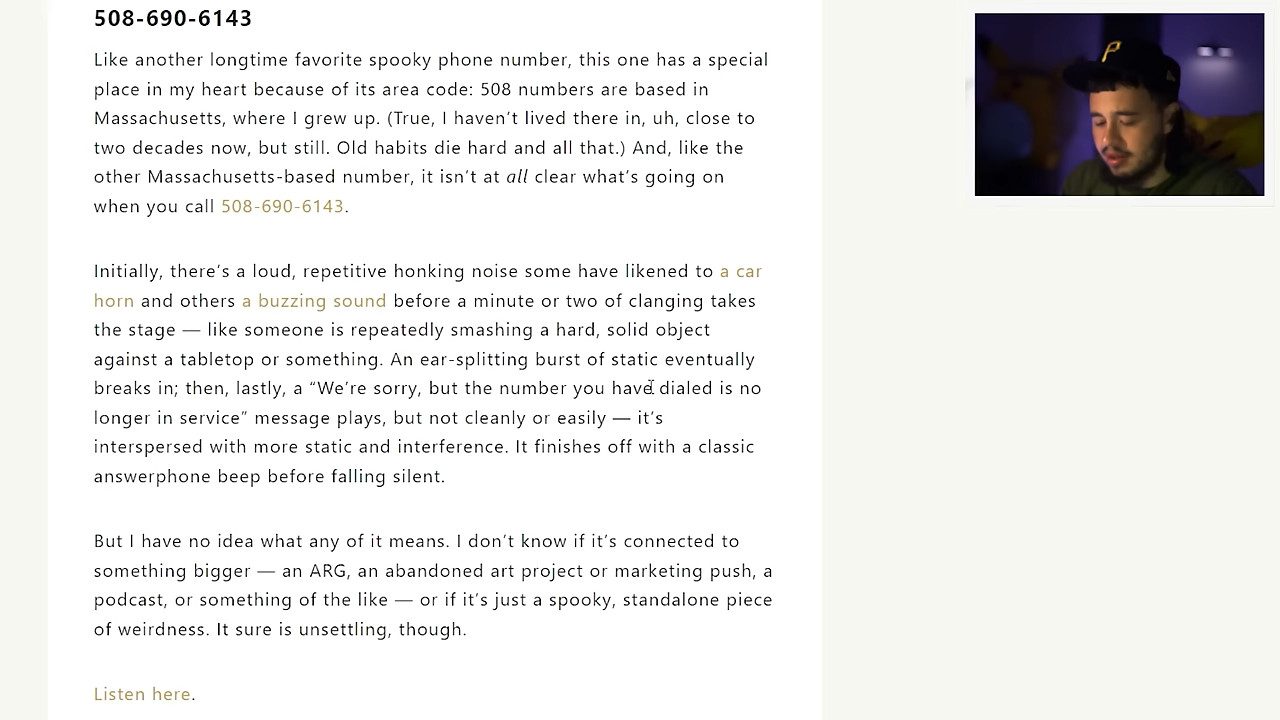 508-690-6143
Like another longtime favorite spooky phone number, this one has a special
place in my heart because of its area code: 508 numbers are based in
Massachusetts, where I grew up. (True, I haven’t lived there in, uh, close to
two decades now, but still. Old habits die hard and all that.) And, like the
other Massachusetts-based number, it isn’t at all clear what’s going on
when you call 508-690-6143.
Initially, there’s a loud, repetitive honking noise some have likened to a car
horn and others a buzzing sound before a minute or two of clanging takes
the stage — like someone is repeatedly smashing a hard, solid object
against a tabletop or something. An ear-splitting burst of static eventually
breaks in; then, lastly, a “We’re sorry, but the number you have dialed is no
longer in service” message plays, but not cleanly or easily — it’s
interspersed with more static and interference. It finishes off with a classic
answerphone beep before falling silent.
But I have no idea what any of it means. I don’t know if it’s connected to
something bigger — an ARG, an abandoned art project or marketing push, a
podcast, or something of the like — or if it’s just a spooky, standalone piece
of weirdness. It sure is unsettling, though.
Listen here.
P